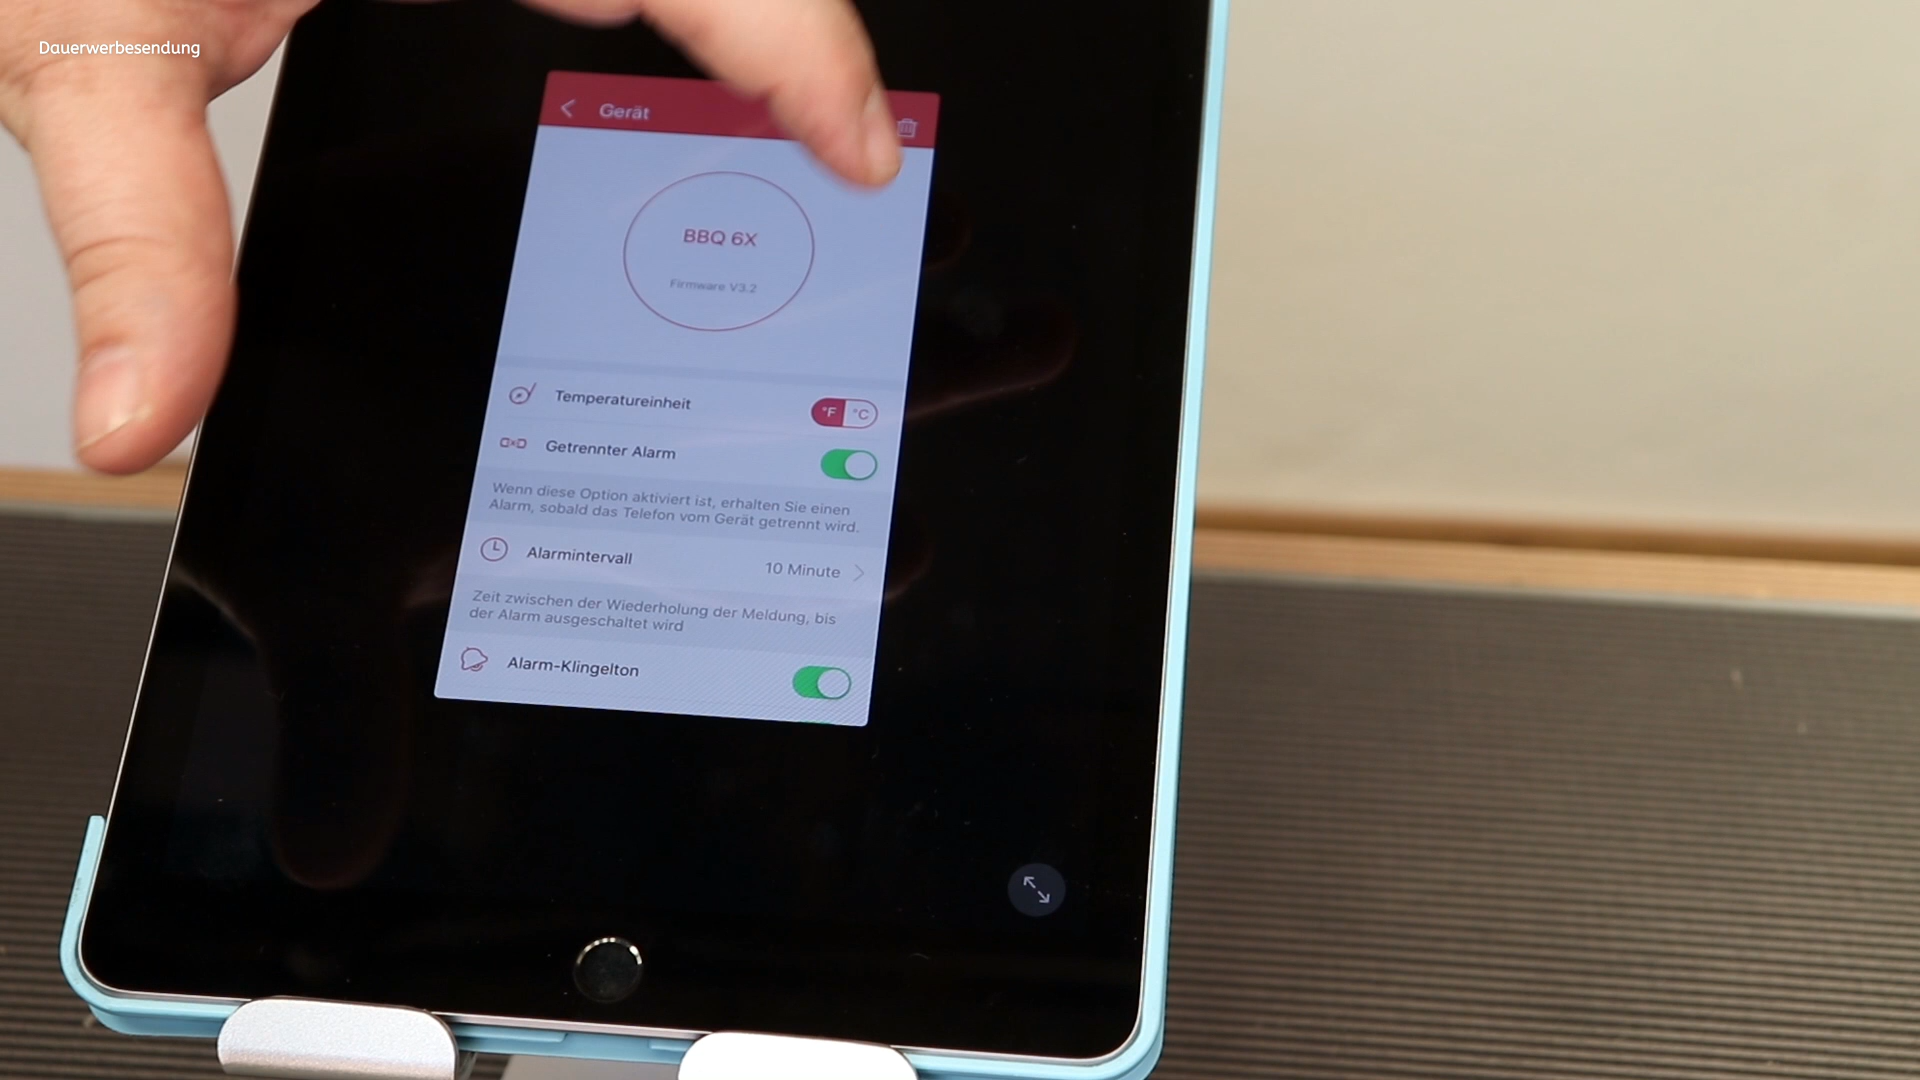 Dauerwerbesendung
Gerät
BBQ 6X
Firmware V3.2
Temperatureinheit
°F °C
Getrennter Alarm
Wenn diese Option aktiviert ist, erhalten Sie einen
Alarm, sobald das Telefon vom Gerät getrennt wird.
Alarmintervall
10 Minute
Zeit zwischen der Wiederholung der Meldung, bis
der Alarm ausgeschaltet wird
Alarm-Klingelton